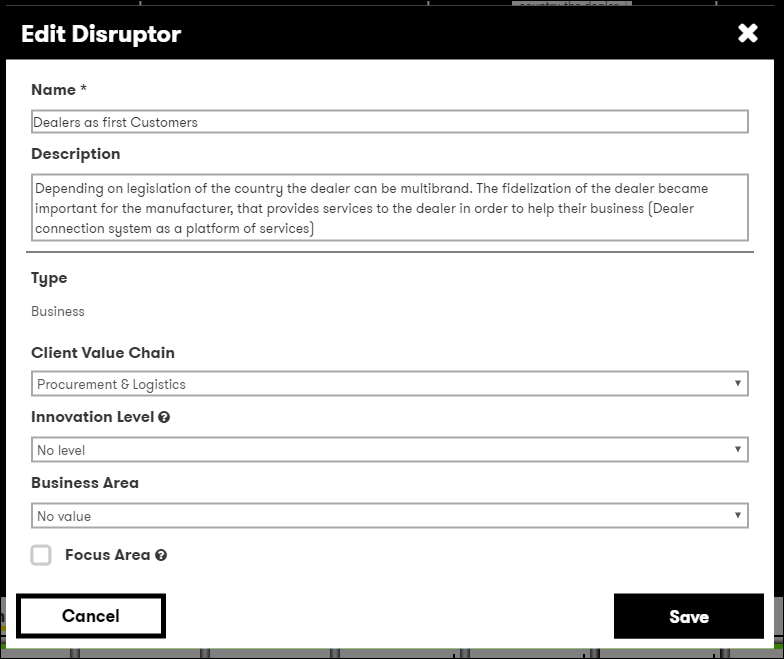 Edit Disruptor
Name *
Dealers as first Customers
Description
Depending on legislation of the country the dealer can be multibrand. The fidelization of the dealer became
important for the manufacturer, that provides services to the dealer in order to help their business (Dealer
connection system as a platform of services)
Type
Business
Client Value Chain
Procurement & Logistics
Innovation Level
No level
Business Area
No value
Focus Area
Cancel
Save